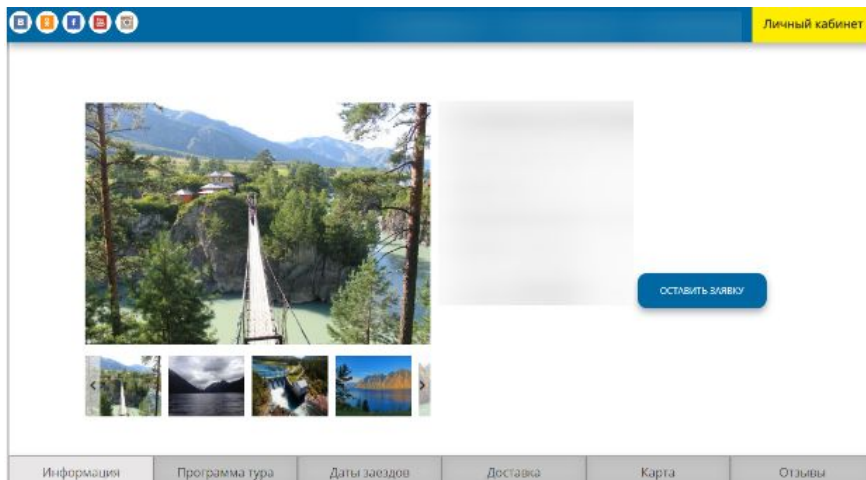 Личный кабинет
ОСТАВИТЬ ЗАЯВКУ
Информация
Программа тура
Даты заездов
Доставка
Карта
Отзывы